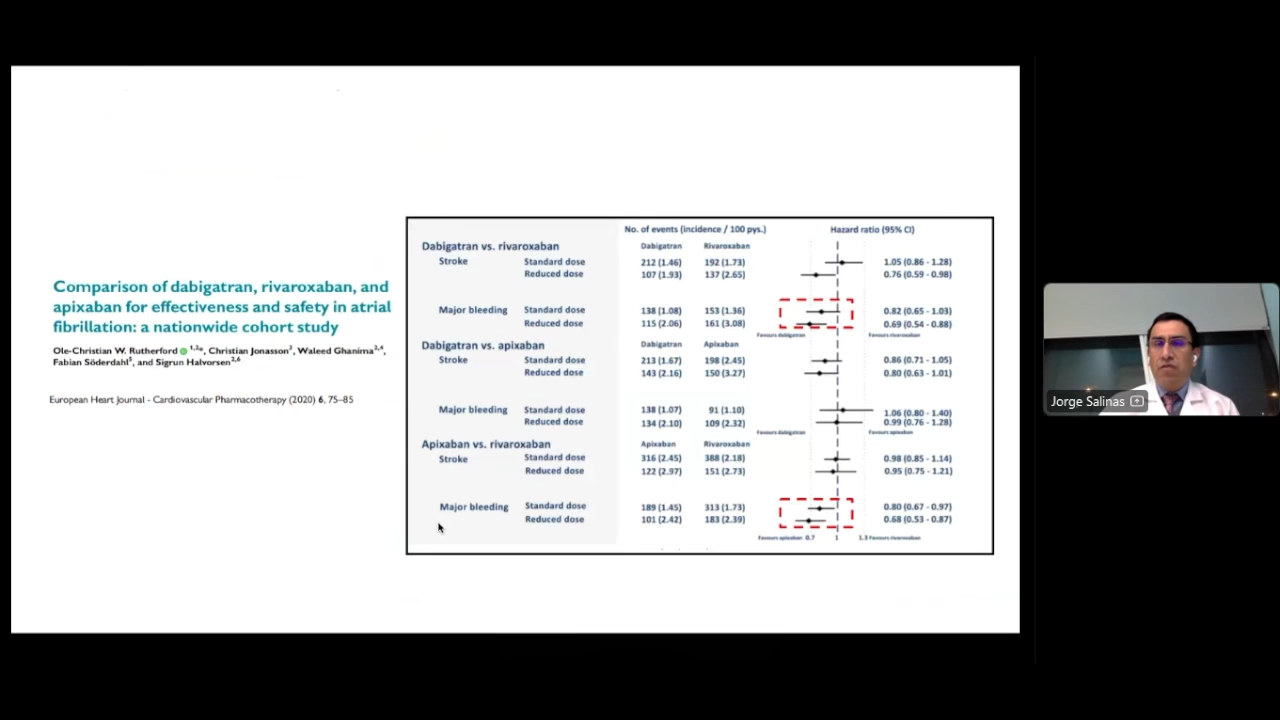 Comparison of dabigatran, rivaroxaban, and
apixaban for effectiveness and safety in atrial
fibrillation: a nationwide cohort study
Ole-Christian W. Rutherford 1,2*, Christian Jonasson3, Waleed Ghanima2,4,
Fabian Söderdahl5, and Sigrun Halvorsen2,6
European Heart Journal - Cardiovascular Pharmacotherapy (2020) 6, 75–85
No. of events (incidence / 100 pys.) Hazard ratio (95% CI)
Dabigatran vs. rivaroxaban Dabigatran Rivaroxaban
Stroke Standard dose 212 (1.46) 192 (1.73) 1.05 (0.86 - 1.28)
Reduced dose 107 (1.93) 137 (2.65) 0.76 (0.59 - 0.98)
Major bleeding Standard dose 138 (1.08) 153 (1.36) 0.82 (0.65 - 1.03)
Reduced dose 115 (2.06) 161 (3.08) 0.69 (0.54 - 0.88)
Favours dabigatran Favours rivaroxaban
Dabigatran vs. apixaban Dabigatran Apixaban
Stroke Standard dose 213 (1.67) 198 (2.45) 0.86 (0.71 - 1.05)
Reduced dose 143 (2.16) 150 (3.27) 0.80 (0.63 - 1.01)
Major bleeding Standard dose 138 (1.07) 91 (1.10) 1.06 (0.80 - 1.40)
Reduced dose 134 (2.10) 109 (2.32) 0.99 (0.76 - 1.28)
Favours dabigatran Favours apixaban
Apixaban vs. rivaroxaban Apixaban Rivaroxaban
Stroke Standard dose 316 (2.45) 388 (2.18) 0.98 (0.85 - 1.14)
Reduced dose 122 (2.97) 151 (2.73) 0.95 (0.75 - 1.21)
Major bleeding Standard dose 189 (1.45) 313 (1.73) 0.80 (0.67 - 0.97)
Reduced dose 101 (2.42) 183 (2.39) 0.68 (0.53 - 0.87)
Favours apixaban 0.7 1 1.3 Favours rivaroxaban
Jorge Salinas